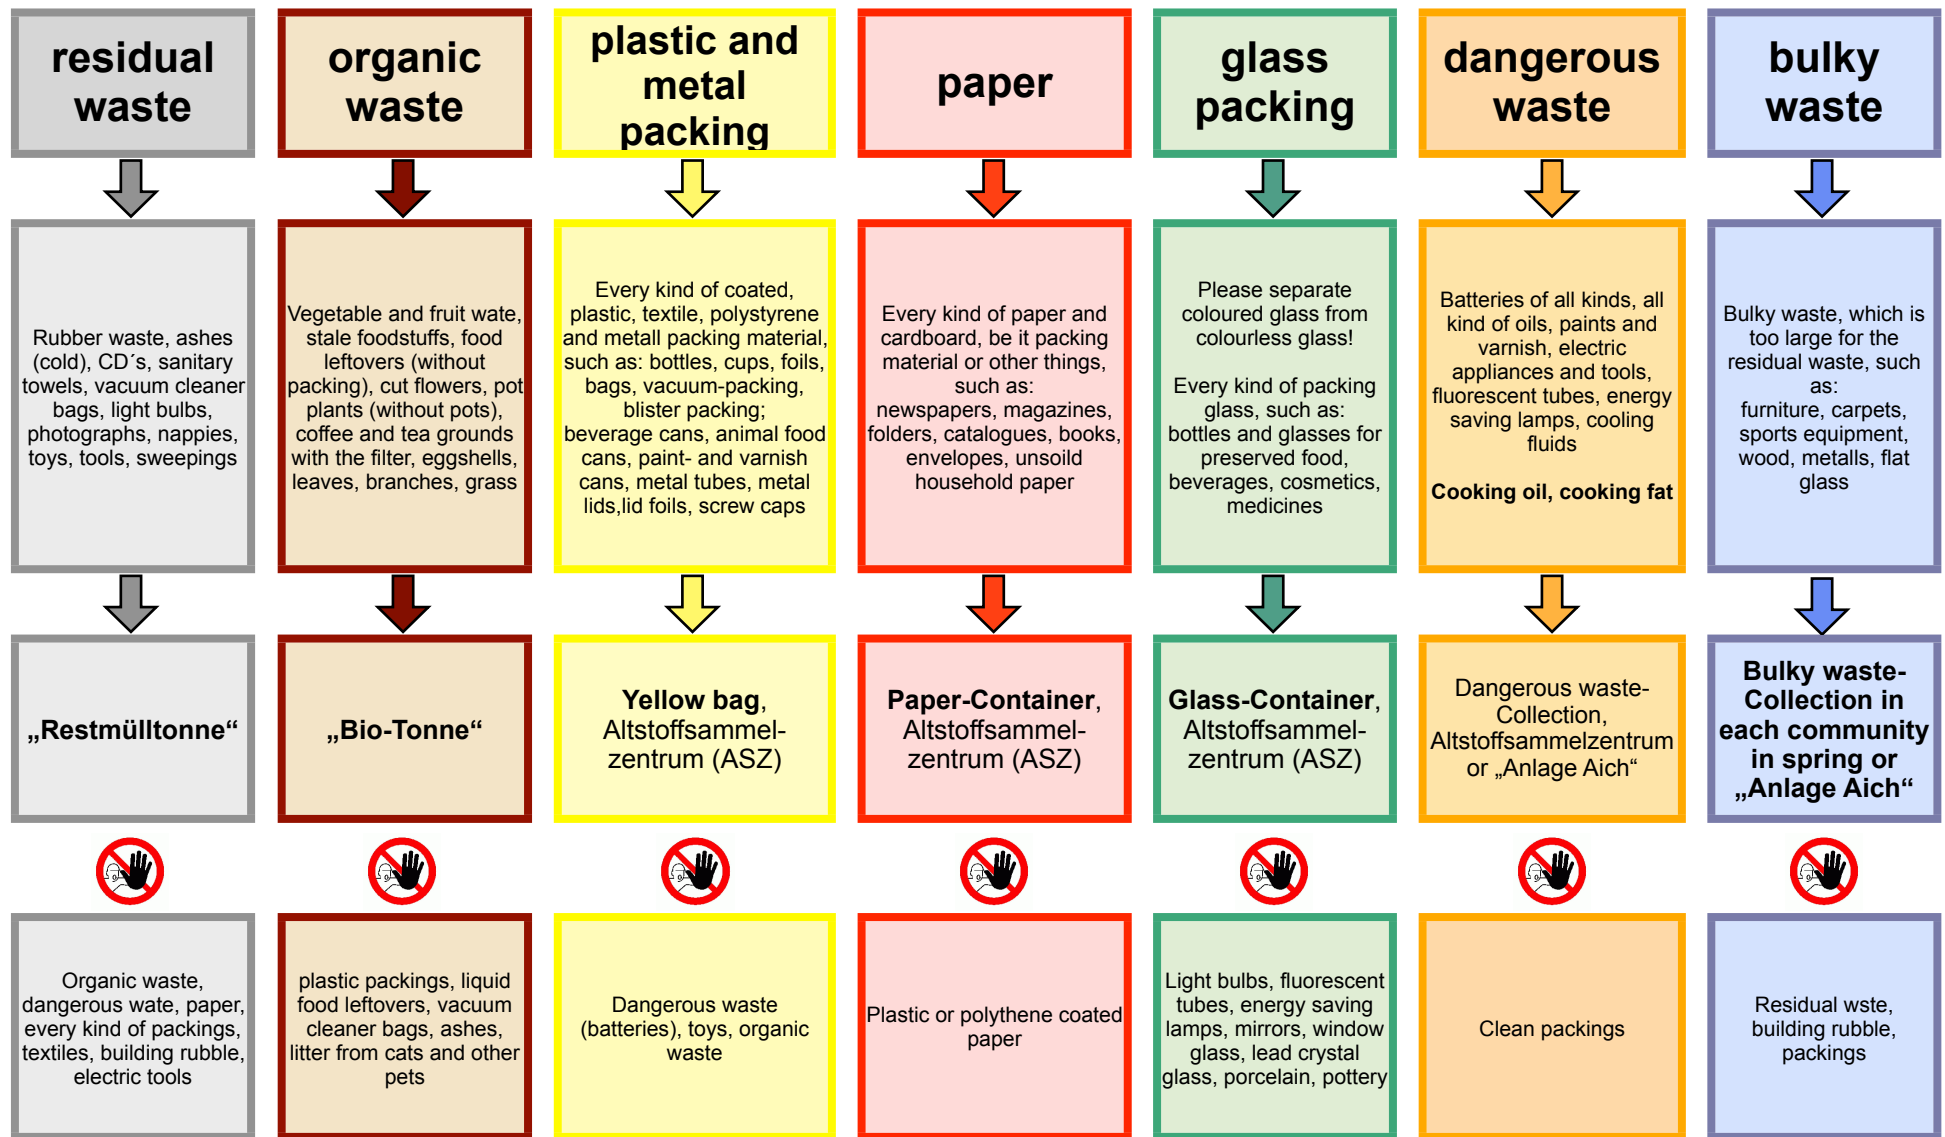 residual
waste
organic
waste
plastic and
metal
packing
paper
glass
packing
dangerous
waste
bulky
waste
Rubber waste, ashes
(cold), CD´s, sanitary
towels, vacuum cleaner
bags, light bulbs,
photographs, nappies,
toys, tools, sweepings
Vegetable and fruit wate,
stale foodstuffs, food
leftovers (without
packing), cut flowers, pot
plants (without pots),
coffee and tea grounds
with the filter, eggshells,
leaves, branches, grass
Every kind of coated,
plastic, textile, polystyrene
and metall packing material,
such as: bottles, cups, foils,
bags, vacuum-packing,
blister packing;
beverage cans, animal food
cans, paint- and varnish
cans, metal tubes, metal
lids,lid foils, screw caps
Every kind of paper and
cardboard, be it packing
material or other things,
such as:
newspapers, magazines,
folders, catalogues, books,
envelopes, unsoild
household paper
Please separate
coloured glass from
colourless glass!
Every kind of packing
glass, such as:
bottles and glasses for
preserved food,
beverages, cosmetics,
medicines
Batteries of all kinds, all
kind of oils, paints and
varnish, electric
appliances and tools,
fluorescent tubes, energy
saving lamps, cooling
fluids
Cooking oil, cooking fat
Bulky waste, which is
too large for the
residual waste, such
as:
furniture, carpets,
sports equipment,
wood, metalls, flat
glass
„Restmülltonne“
„Bio-Tonne“
Yellow bag,
Altstoffsammel-
zentrum (ASZ)
Paper-Container,
Altstoffsammel-
zentrum (ASZ)
Glass-Container,
Altstoffsammel-
zentrum (ASZ)
Dangerous waste-
Collection,
Altstoffsammelzentrum
or „Anlage Aich“
Bulky waste-
Collection in
each community
in spring or
„Anlage Aich“
Organic waste,
dangerous wate, paper,
every kind of packings,
textiles, building rubble,
electric tools
plastic packings, liquid
food leftovers, vacuum
cleaner bags, ashes,
litter from cats and other
pets
Dangerous waste
(batteries), toys, organic
waste
Plastic or polythene coated
paper
Light bulbs, fluorescent
tubes, energy saving
lamps, mirrors, window
glass, lead crystal
glass, porcelain, pottery
Clean packings
Residual wste,
building rubble,
packings